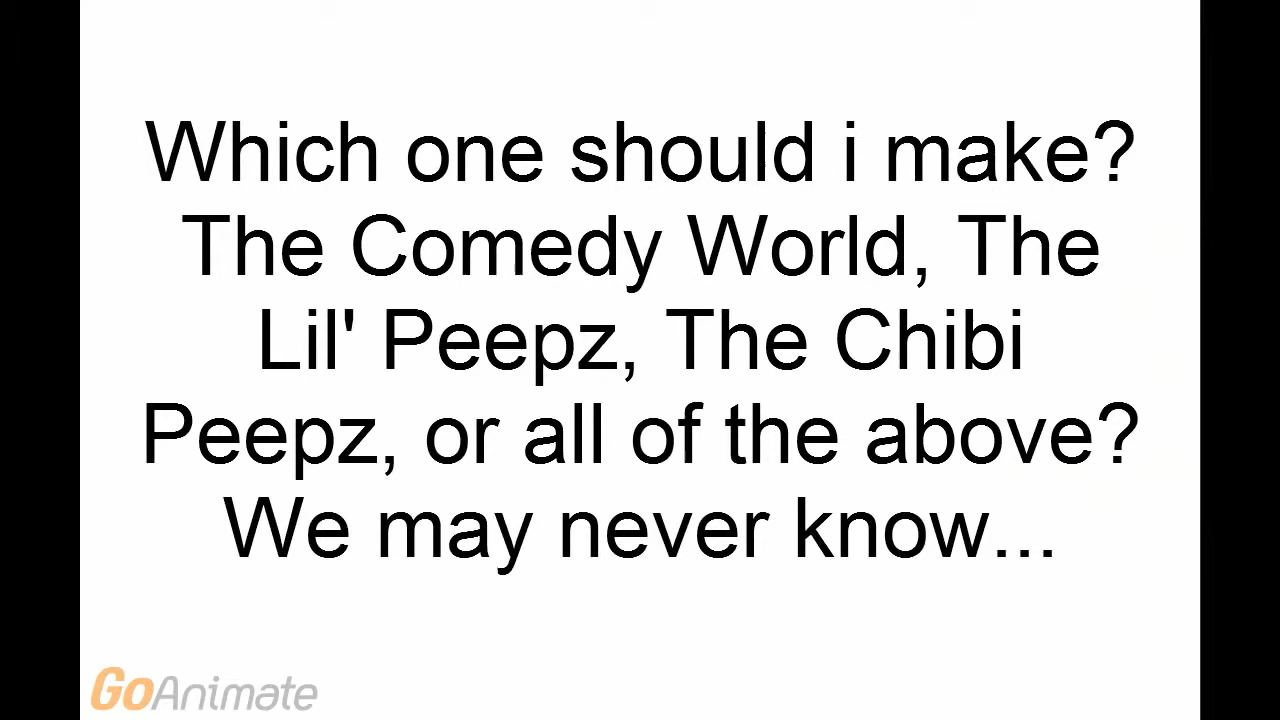 Which one should i make?
The Comedy World, The
Lil' Peepz, The Chibi
Peepz, or all of the above?
We may never know...
GoAnimate